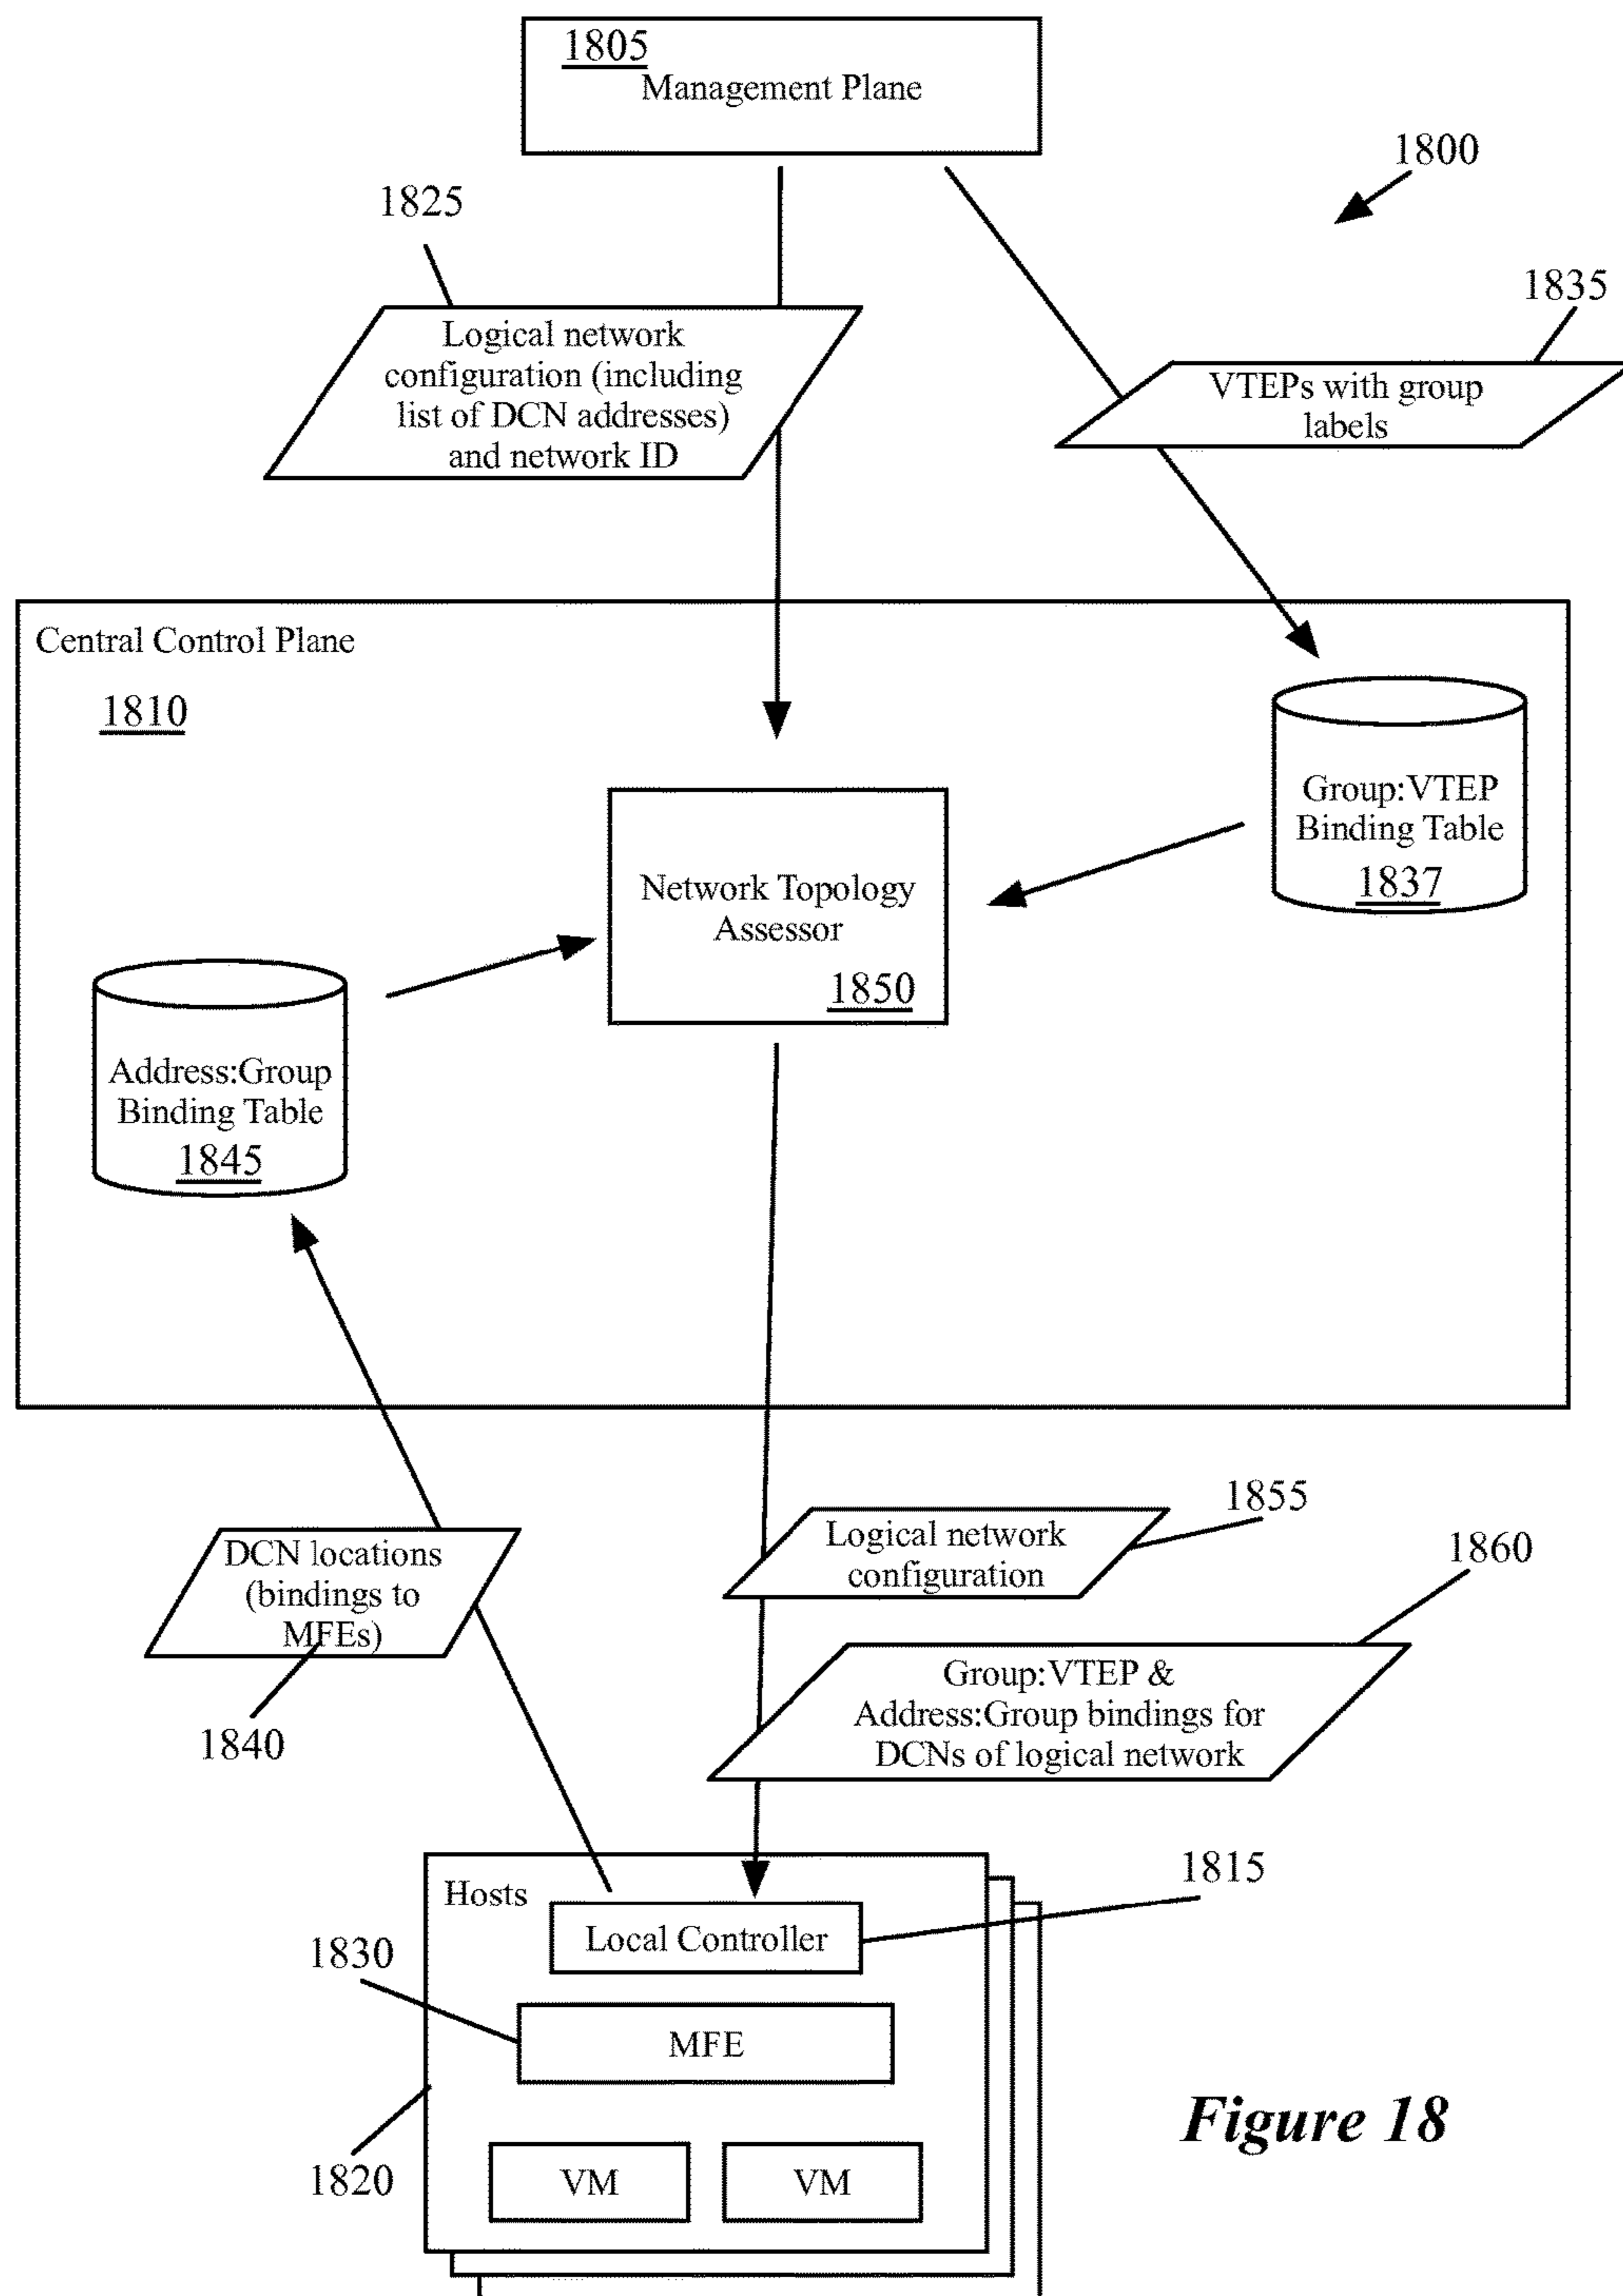 1805
Management Plane
1800
1825
1835
Logical network
configuration (including
list of DCN addresses)
and network ID
VTEPs with group
labels
Central Control Plane
1810
Group:VTEP
Binding Table
1837
Network Topology
Assessor
1850
Address:Group
Binding Table
1845
1855
Logical network
configuration
1860
DCN locations
(bindings to
MFEs)
1840
Group:VTEP &
Address:Group bindings for
DCNs of logical network
1815
Hosts
Local Controller
1830
MFE
1820
VM
VM
Figure 18